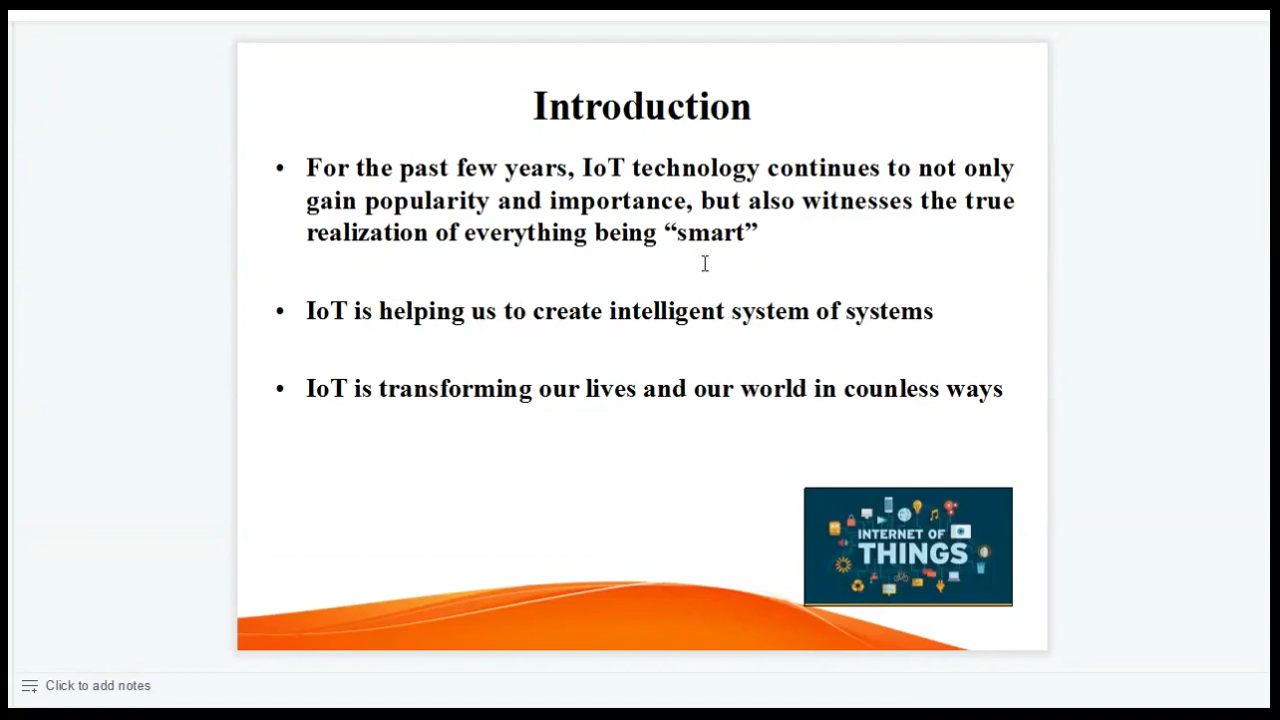 Introduction
• For the past few years, IoT technology continues to not only
gain popularity and importance, but also witnesses the true
realization of everything being “smart”
• IoT is helping us to create intelligent system of systems
• IoT is transforming our lives and our world in counless ways
INTERNET OF
THINGS
Click to add notes